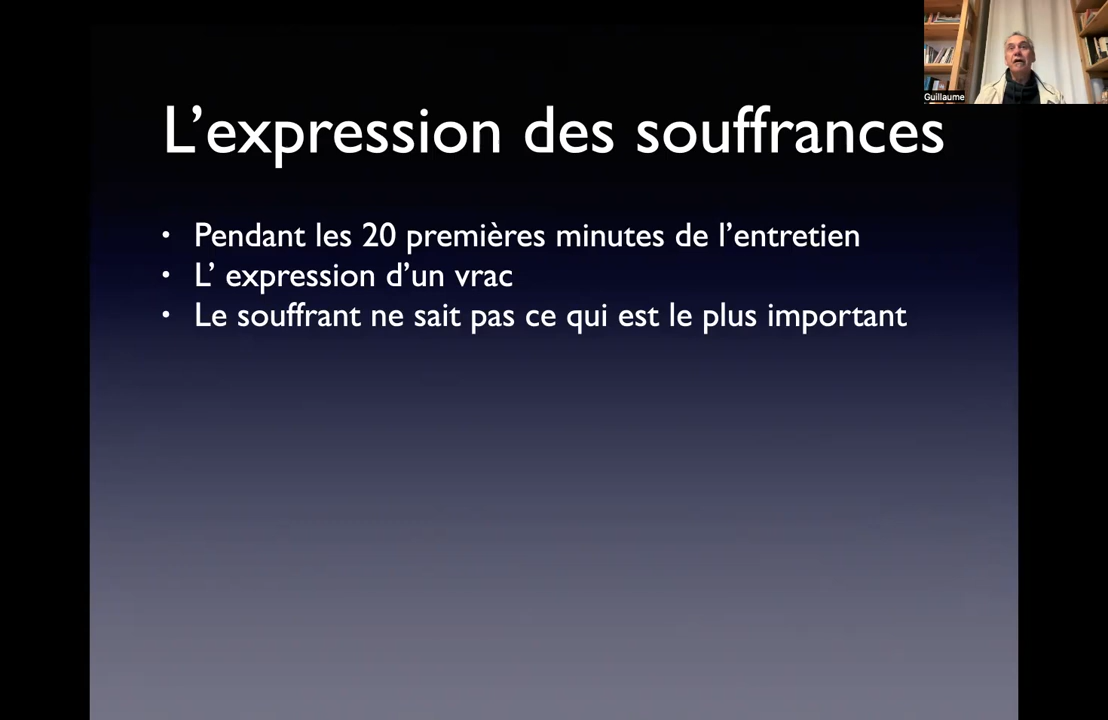 Guillaume
L’expression des souffrances
• Pendant les 20 premières minutes de l’entretien
• L’ expression d’un vrac
• Le souffrant ne sait pas ce qui est le plus important